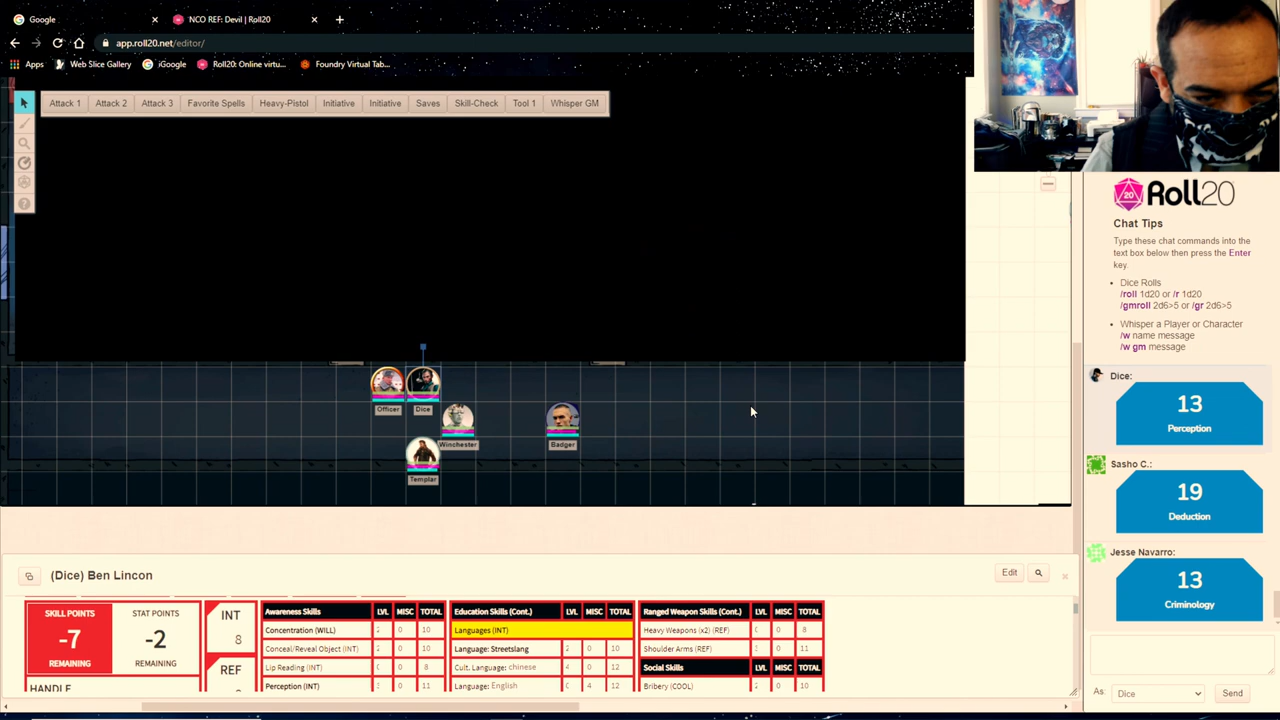 Google
NCO REF: Devil | Roll20
app.roll20.net/editor/
Apps
Web Slice Gallery
iGoogle
Roll20: Online virtu...
Foundry Virtual Tab...
Attack 1
Attack 2
Attack 3
Favorite Spells
Heavy-Pistol
Initiative
Initiative
Saves
Skill-Check
Tool 1
Whisper GM
Officer
Dice
Winchester
Badger
Templar
20 Roll20
Chat Tips
Type these chat commands into the
text box below then press the Enter
key
Dice Rolls
/roll 1d20 or /r 1d20
/gmroll 2d6>5 or /gr 2d6>5
Whisper a Player or Character
/w name message
/w gm message
Dice:
13
Perception
Sasho C.:
19
Deduction
Jesse Navarro:
13
Criminology
As:
Dice
Send
(Dice) Ben Lincon
Edit
SKILL POINTS
-7
REMAINING
STAT POINTS
-2
REMAINING
HANDLE
INT
8
REF
Awareness Skills LVL MISC TOTAL
Concentration (WILL) 0 10
Conceal/Reveal Object (INT) 0 10
Lip Reading (INT) 0 8
Perception (INT) 0 11
Education Skills (Cont.) LVL MISC TOTAL
Languages (INT)
Language: Streetslang 0 10
Cult. Language: chinese 0 12
Language: English 4 12
Ranged Weapon Skills (Cont.) LVL MISC TOTAL
Heavy Weapons (x2) (REF) 0 8
Shoulder Arms (REF) 0 11
Social Skills LVL MISC TOTAL
Bribery (COOL) 0 10